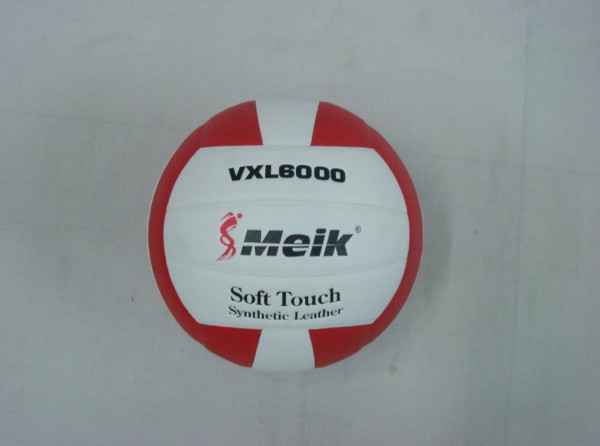 VXL6000
Meik®
Soft Touch
Synthetic Leather